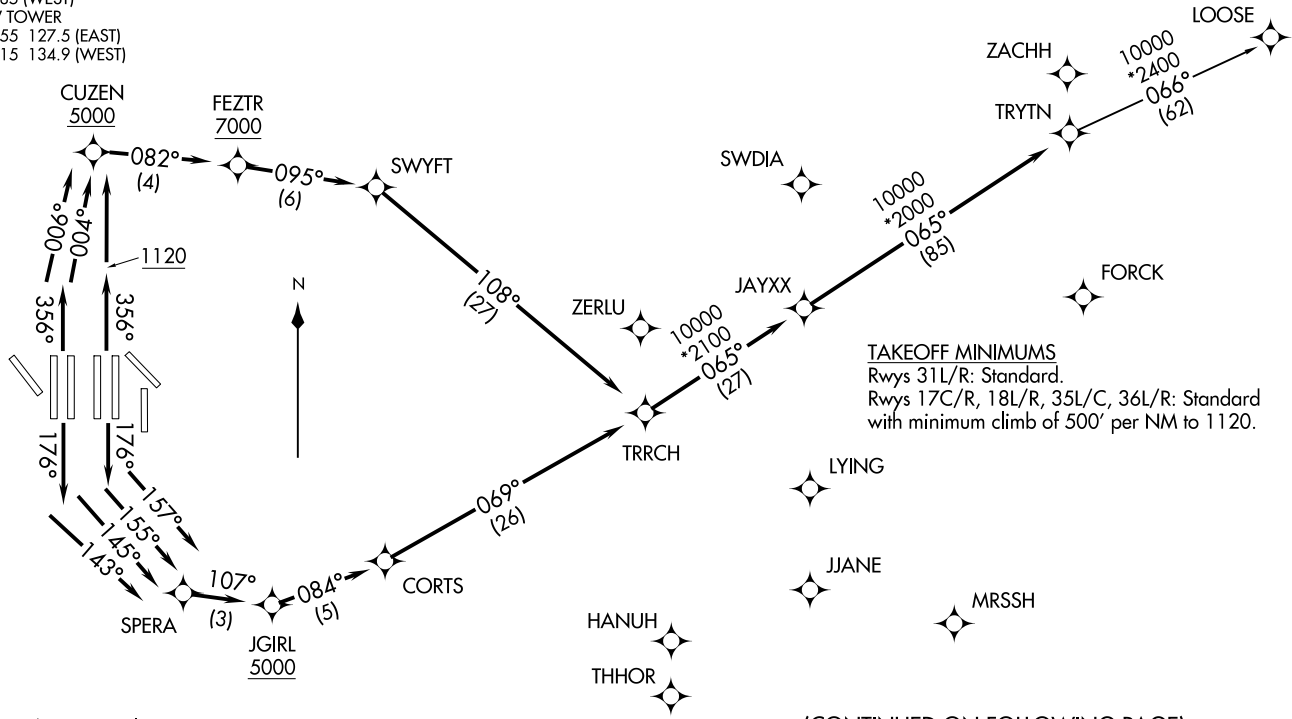 TOWER
55 127.5 (EAST)
15 134.9 (WEST)
LOOSE
10000
*2400
066°
(62)
ZACHH
TRYTN
CUZEN
5000
FEZTR
7000
082°
(4)
095°
(6)
SWYFT
SWDIA
10000
*2000
065°
(85)
006°
004°
1120
356°
356°
N
108°
(27)
ZERLU
JAYXX
FORCK
10000
*2100
065°
(27)
TAKEOFF MINIMUMS
Rwys 31L/R: Standard.
Rwys 17C/R, 18L/R, 35L/C, 36L/R: Standard
with minimum climb of 500' per NM to 1120.
TRRCH
176°
176°
LYING
069°
(26)
157°
155°
145°
143°
JJANE
107°
(3)
084°
(5)
CORTS
MRSSH
SPERA
JGIRL
5000
HANUH
THHOR
(CONTINUED ON FOLLOWING PAGE)